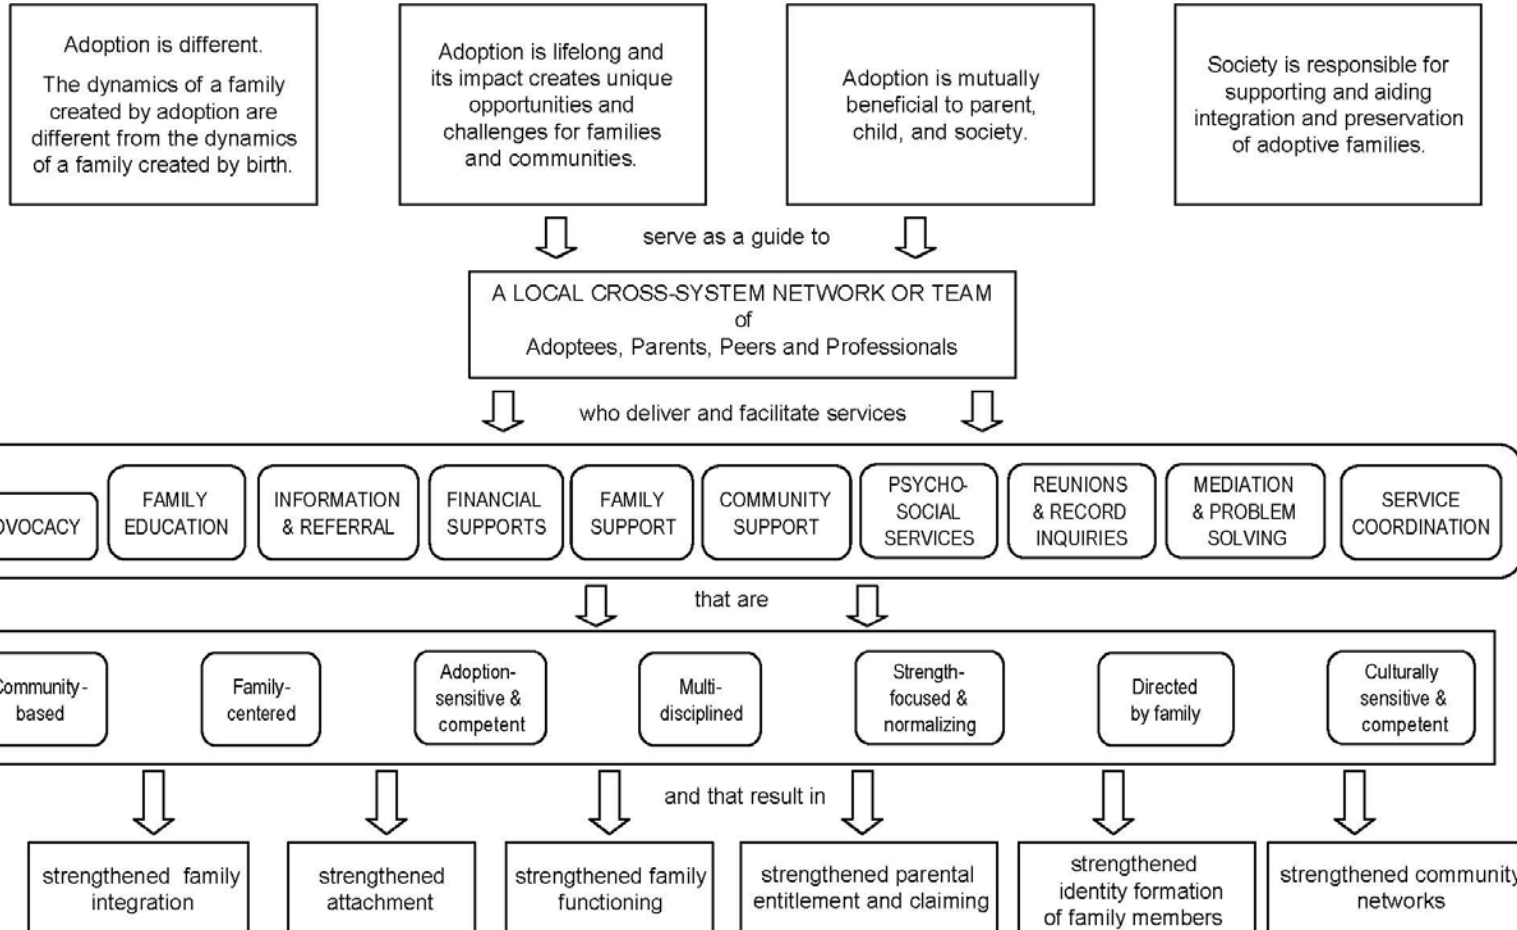 Adoption is different.
The dynamics of a family
created by adoption are
different from the dynamics
of a family created by birth.
Adoption is lifelong and
its impact creates unique
opportunities and
challenges for families
and communities.
Adoption is mutually
beneficial to parent,
child, and society.
Society is responsible for
supporting and aiding
integration and preservation
of adoptive families.
serve as a guide to
A LOCAL CROSS-SYSTEM NETWORK OR TEAM
of
Adoptees, Parents, Peers and Professionals
who deliver and facilitate services
DVOCACY
FAMILY
EDUCATION
INFORMATION
& REFERRAL
FINANCIAL
SUPPORTS
FAMILY
SUPPORT
COMMUNITY
SUPPORT
PSYCHO-
SOCIAL
SERVICES
REUNIONS
& RECORD
INQUIRIES
MEDIATION
& PROBLEM
SOLVING
SERVICE
COORDINATION
that are
Community-
based
Family-
centered
Adoption-
sensitive &
competent
Multi-
disciplined
Strength-
focused &
normalizing
Directed
by family
Culturally
sensitive &
competent
and that result in
strengthened family
integration
strengthened
attachment
strengthened family
functioning
strengthened parental
entitlement and claiming
strengthened
identity formation
of family members
strengthened community
networks